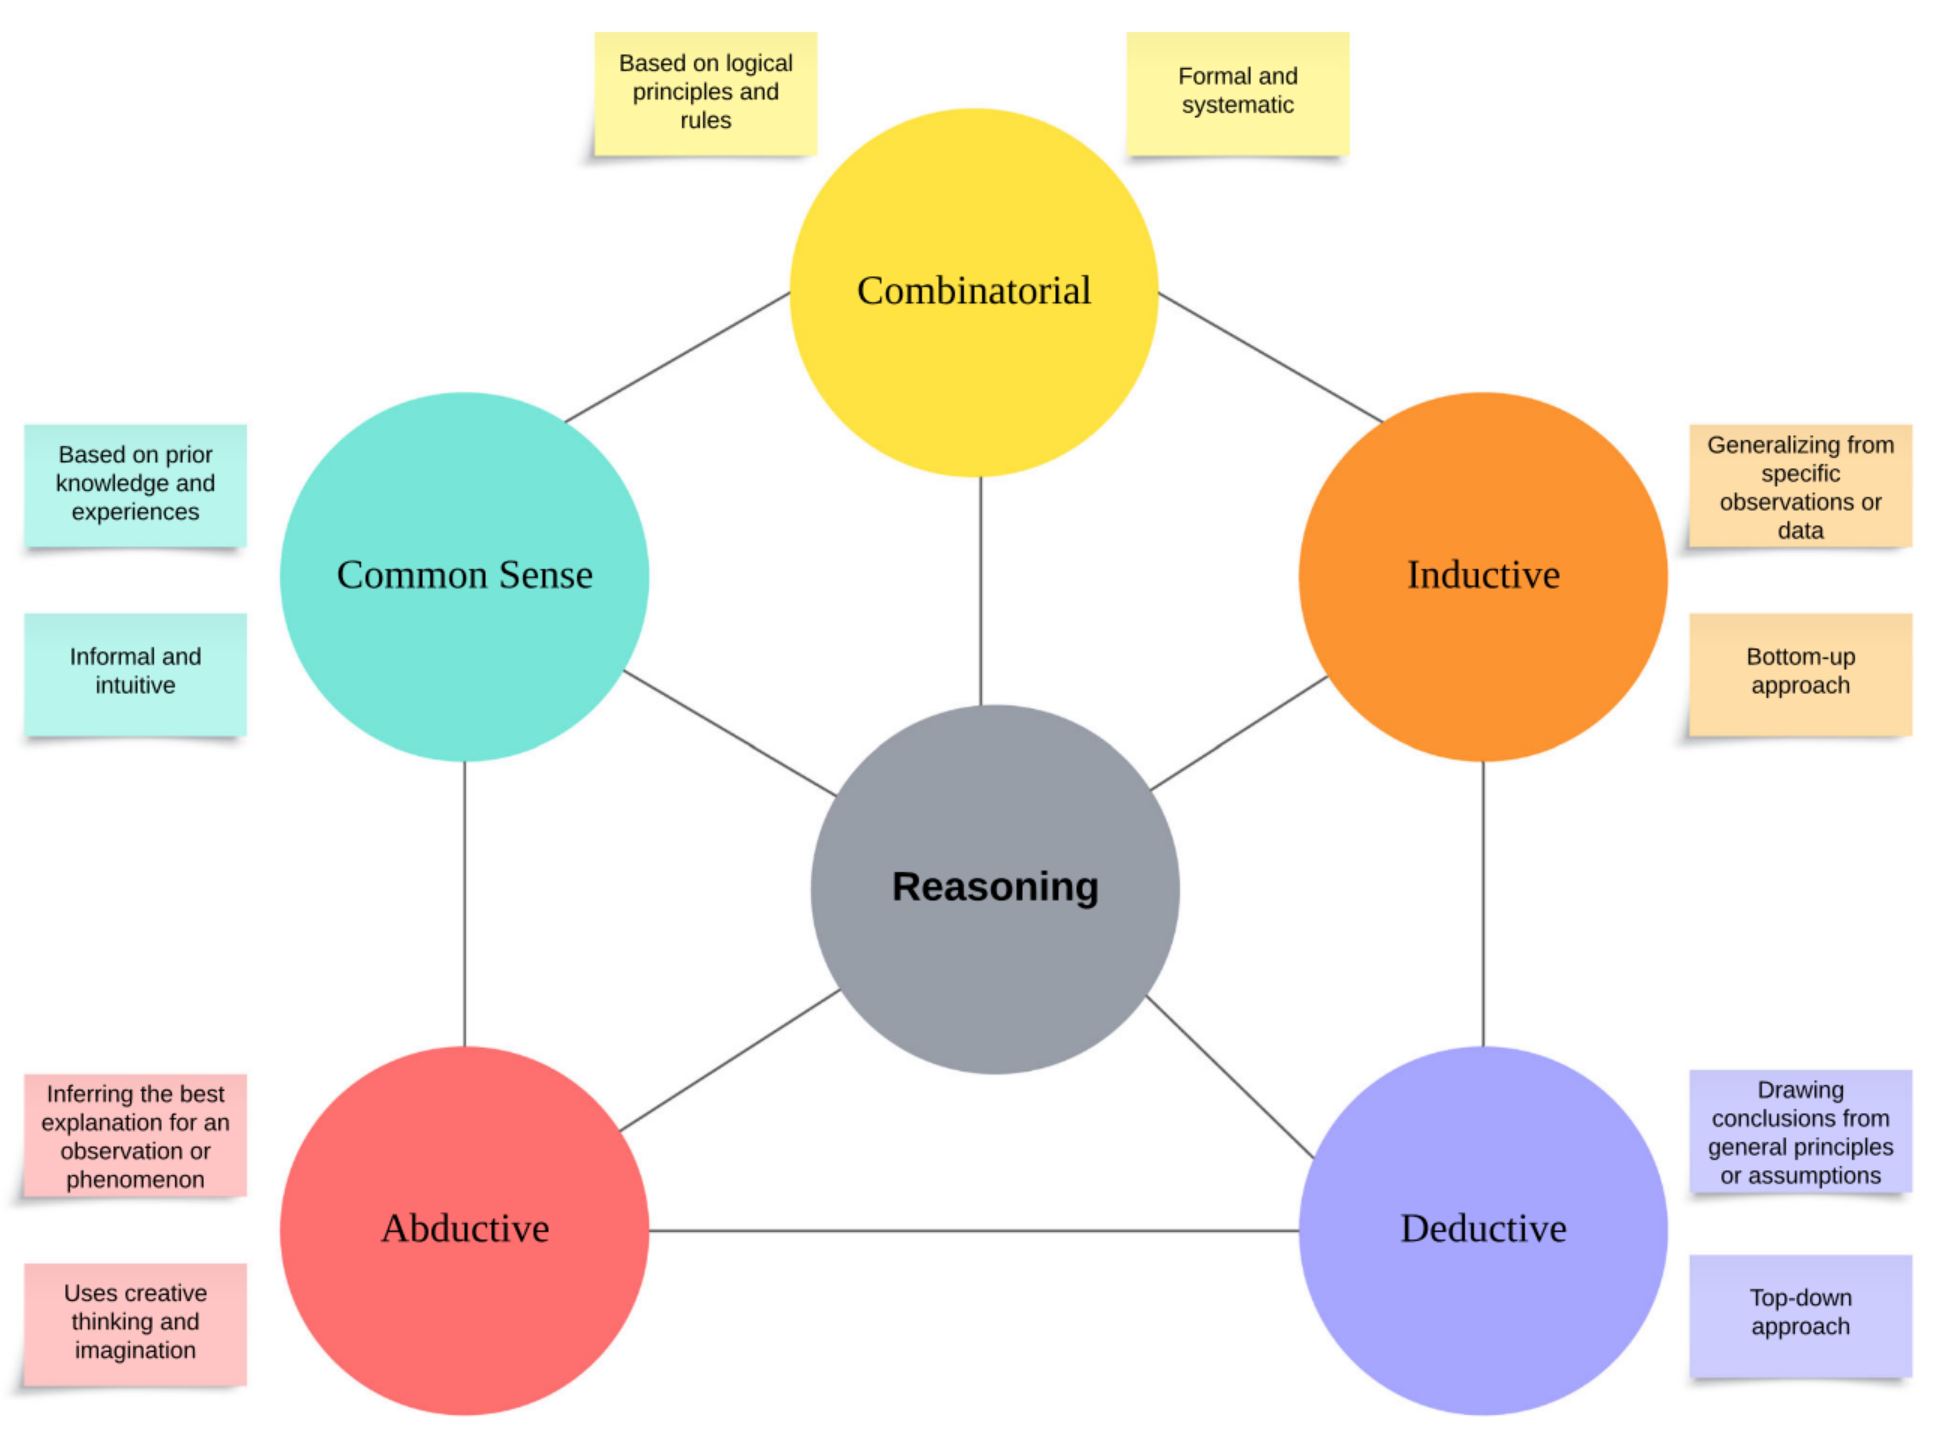 Based on logical
principles and
rules
Formal and
systematic
Combinatorial
Based on prior
knowledge and
experiences
Informal and
intuitive
Common Sense
Inductive
Generalizing from
specific
observations or
data
Bottom-up
approach
Reasoning
Inferring the best
explanation for an
observation or
phenomenon
Uses creative
thinking and
imagination
Abductive
Deductive
Drawing
conclusions from
general principles
or assumptions
Top-down
approach